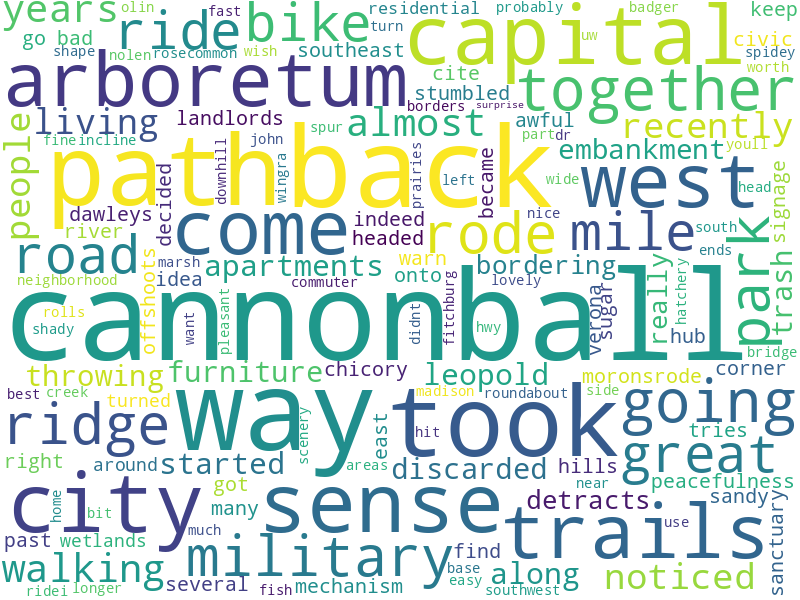 years olin fast residential probably badger keep
ride bike capital turn uw civic
go bad nolen rosecommon wish southeast spidey
shape cite worth
arboretum stumbled together
living landlords borders surprise
almost awful recently
people fineincline john spur part dr youll
path back embankment
downhill wingra prairies became left wide west head signage
dawleys decided indeed nice
river come headed rode mile south park trash
road offshoots marsh apartments warn onto bordering ends
neighborhood idea commuter lovely really hatchery
cannonball
rolls want pleasant didnt fitchburg hwy verona sugar hub
shady bridge
throwing furniture chicory leopold moronsrode corner
best creek turned way madison roundabout side
ridge took going
scenery east hit tries
right around started areas discarded hills great
near peacefulness
city home sense got detracts sandy sanctuary
bit many trails use
past wetlands much military find
walking several base along noticed
ridei longer fish mechanism easy southwest